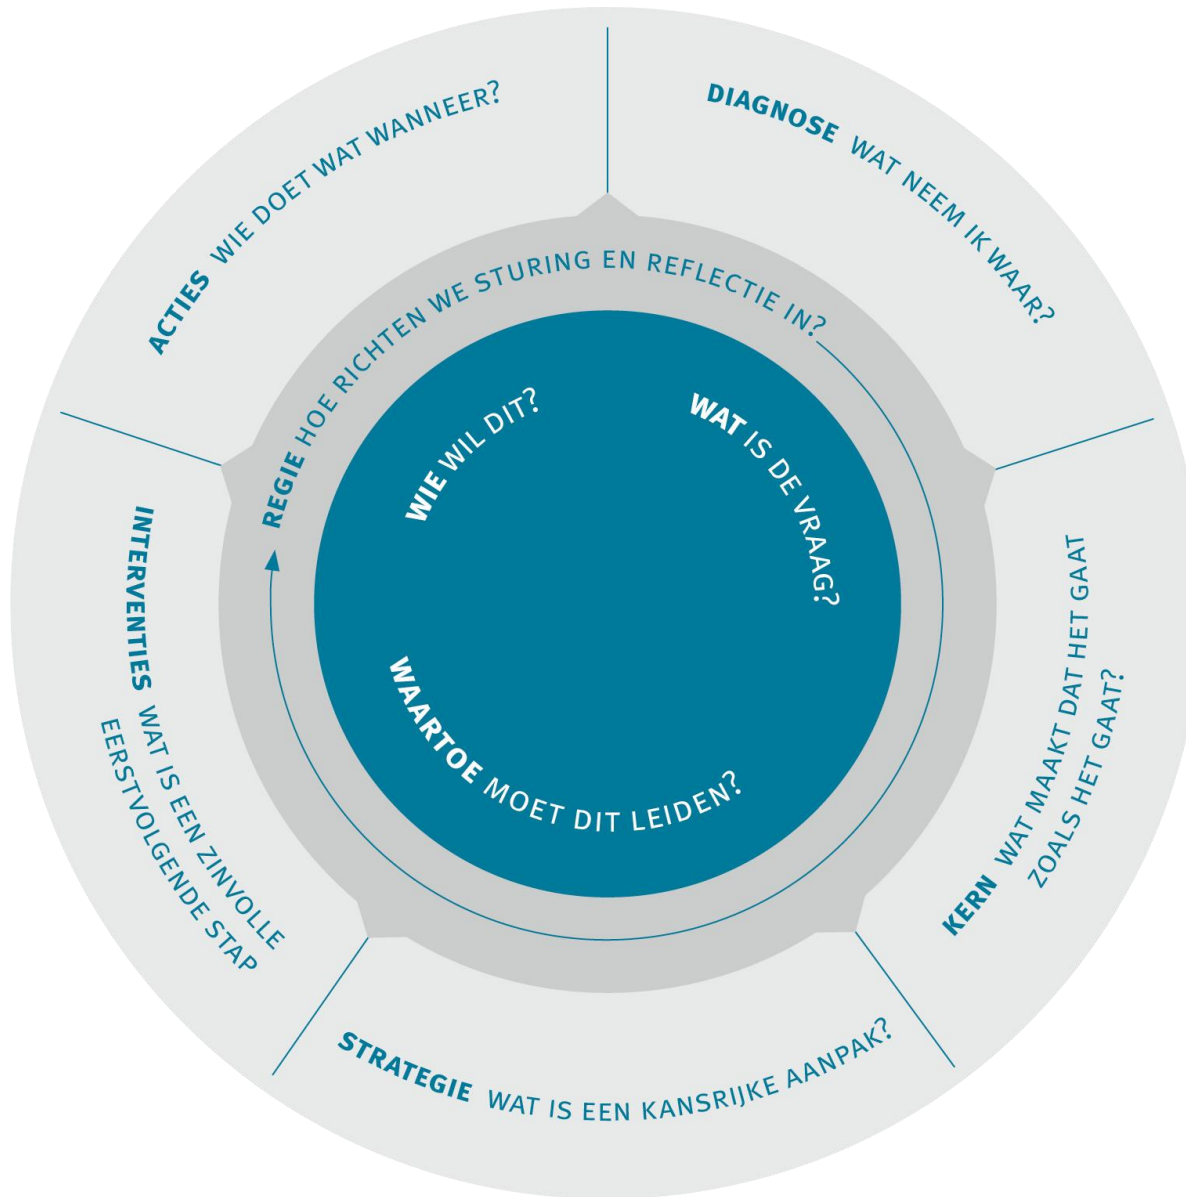 DIAGNOSE WAT NEEM IK WAAR?
KERN WAT MAAKT DAT HET GAAT
ZOALS HET GAAT?
STRATEGIE WAT IS EEN KANSRIJKE AANPAK?
INTERVENTIES WAT IS EEN ZINVOLLE
EERSTVOLGENDE STAP
ACTIES WIE DOET WAT WANNEER?
REGIE HOE RICHTEN WE STURING EN REFLECTIE IN?
WIE WIL DIT?
WAT IS DE VRAAG?
WAARTOE MOET DIT LEIDEN?